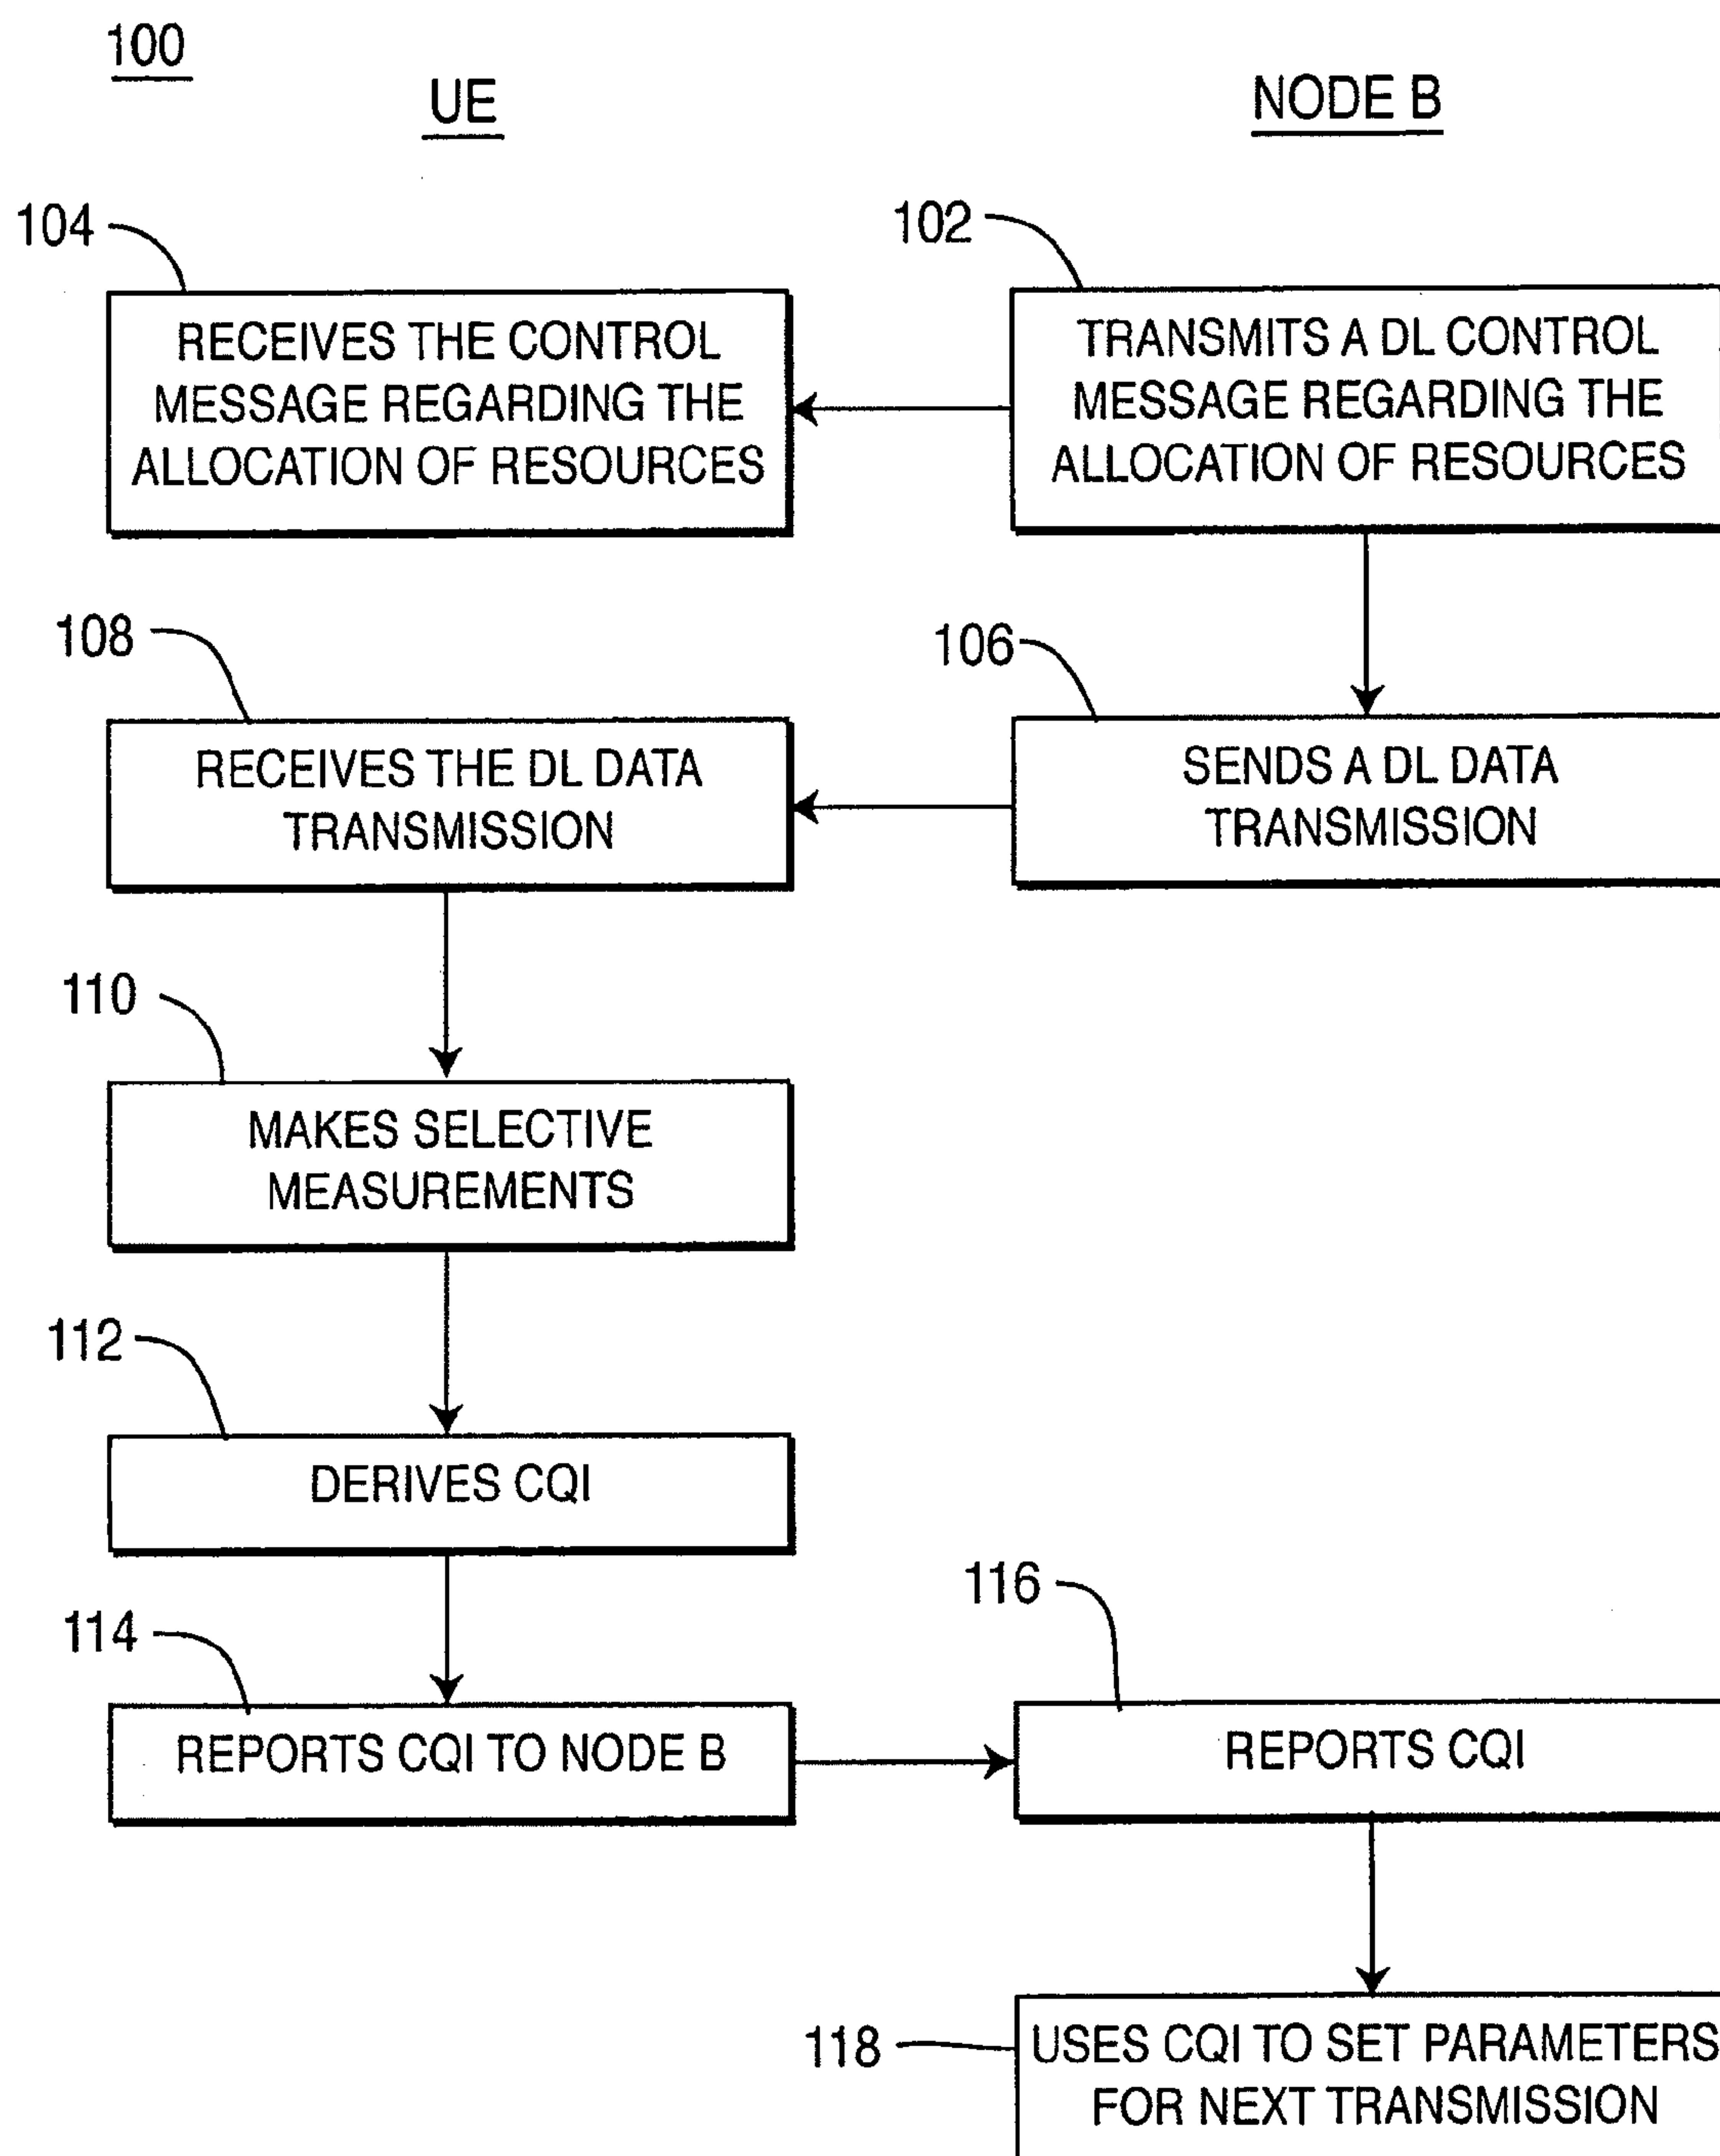 100
UE
NODE B
104
102
RECEIVES THE CONTROL
MESSAGE REGARDING THE
ALLOCATION OF RESOURCES
TRANSMITS A DL CONTROL
MESSAGE REGARDING THE
ALLOCATION OF RESOURCES
108
106
RECEIVES THE DL DATA
TRANSMISSION
SENDS A DL DATA
TRANSMISSION
110
MAKES SELECTIVE
MEASUREMENTS
112
DERIVES CQI
114
116
REPORTS CQI TO NODE B
REPORTS CQI
118
USES CQI TO SET PARAMETERS
FOR NEXT TRANSMISSION